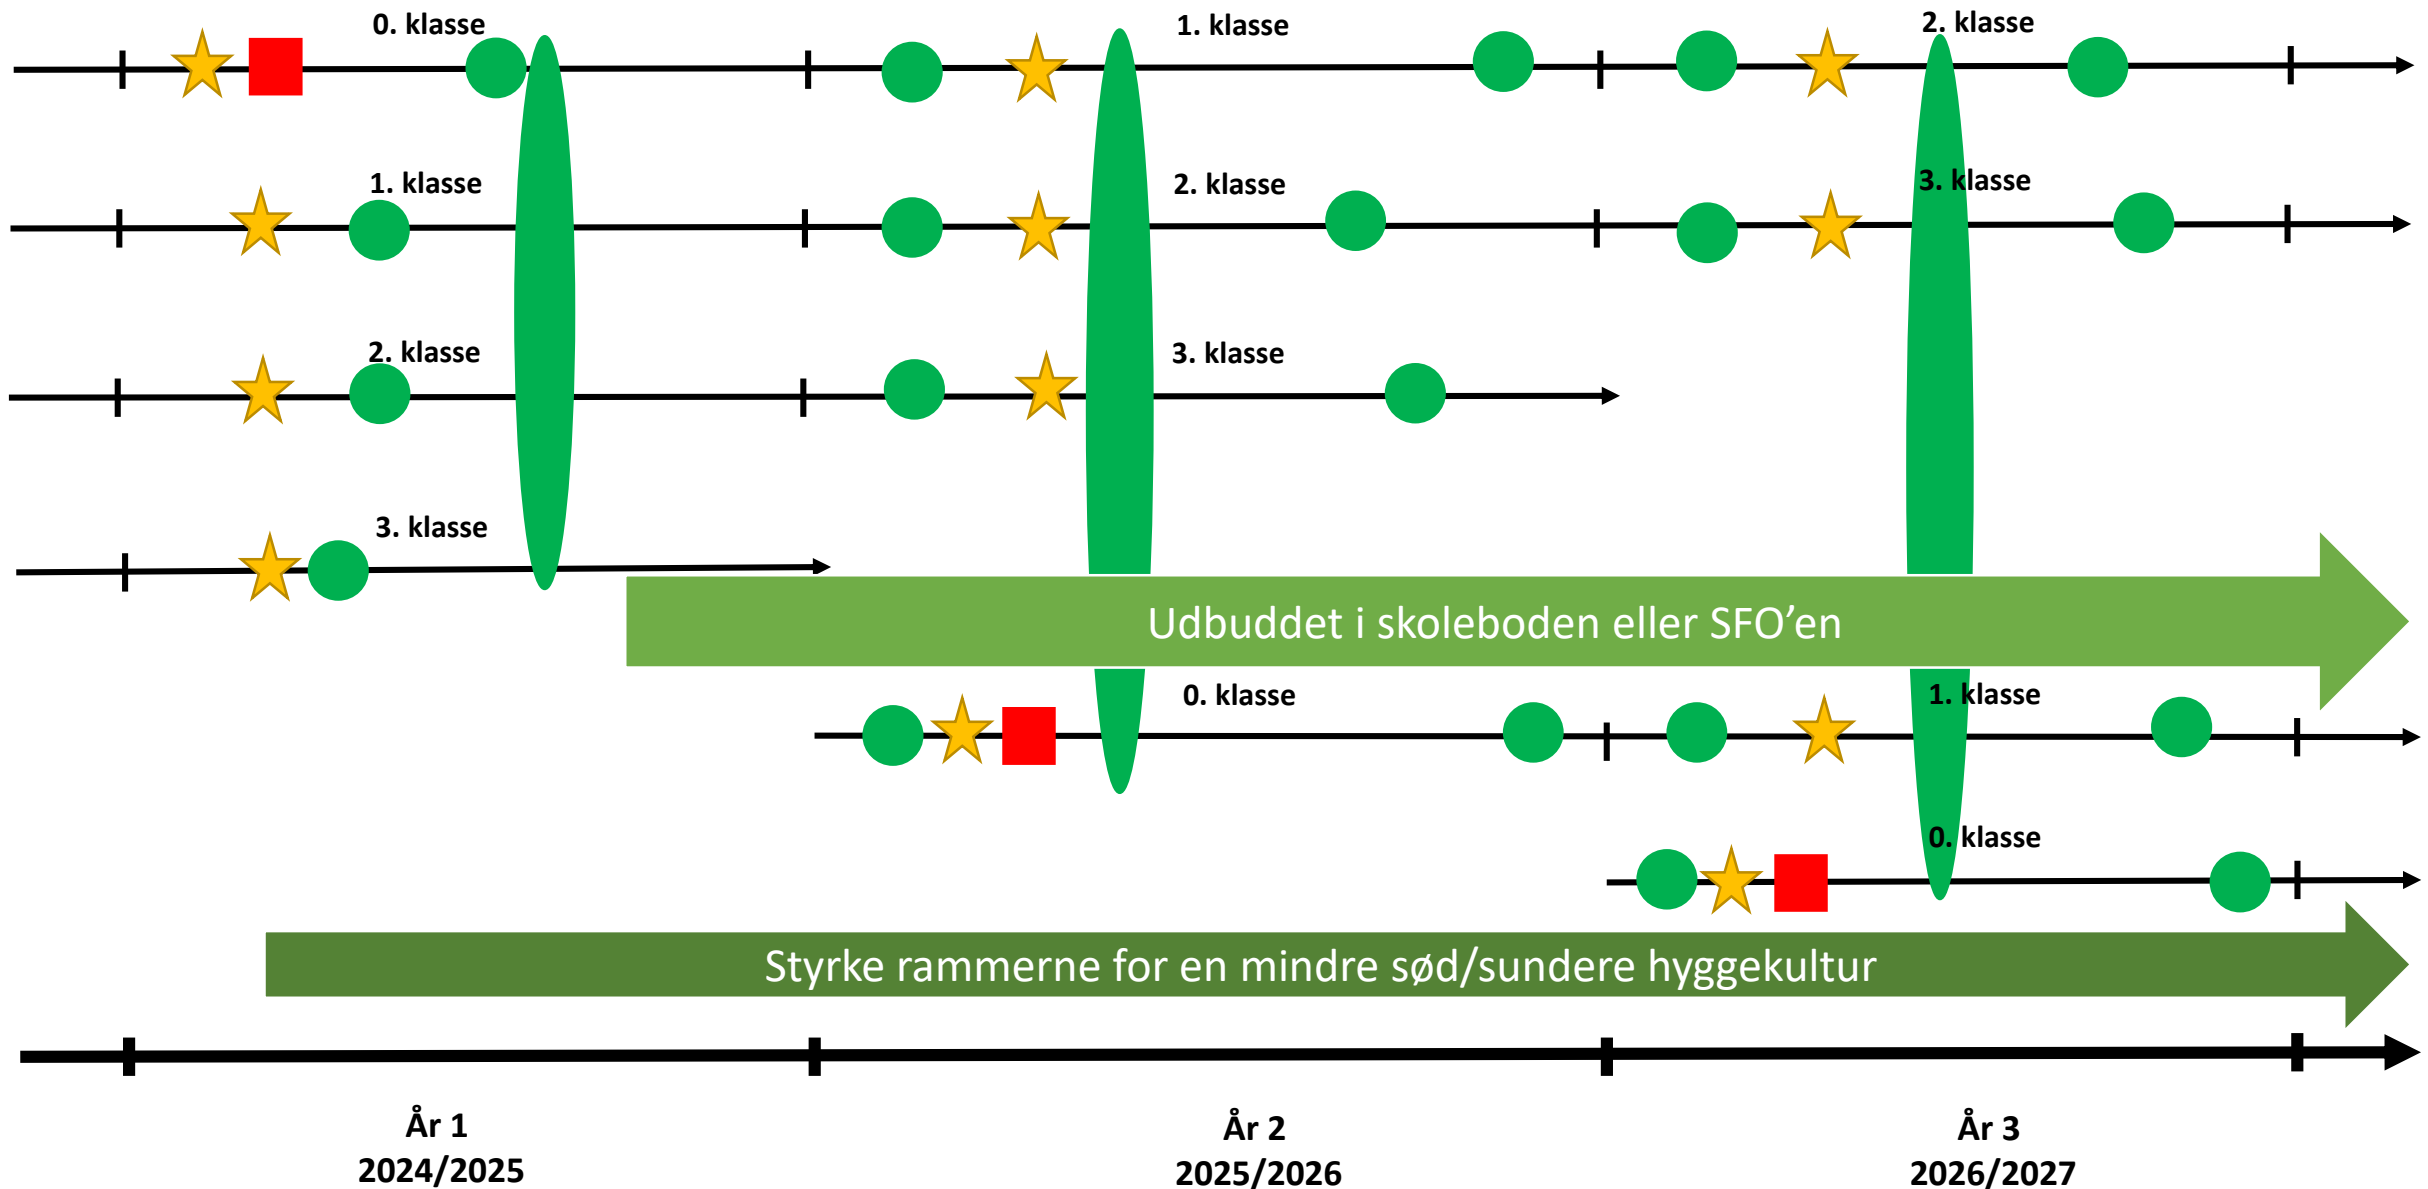 0. klasse
1. klasse
2. klasse
1. klasse
2. klasse
3. klasse
2. klasse
3. klasse
3. klasse
Udbuddet i skoleboden eller SFO’en
0. klasse
1. klasse
0. klasse
Styrke rammerne for en mindre sød/sundere hyggekultur
År 1
2024/2025
År 2
2025/2026
År 3
2026/2027